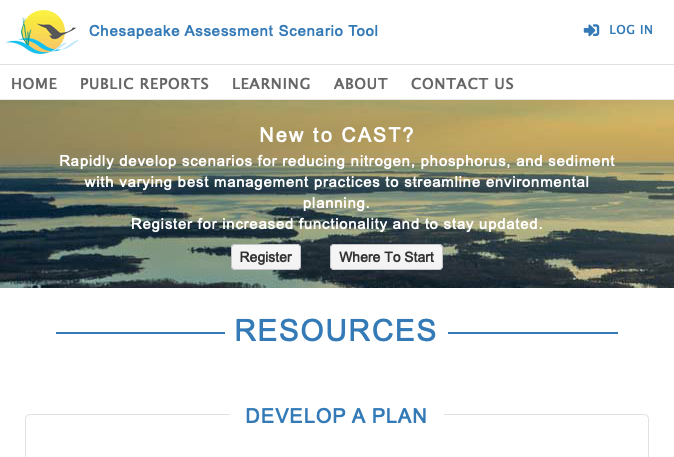 Chesapeake Assessment Scenario Tool
LOG IN
HOME PUBLIC REPORTS LEARNING ABOUT CONTACT US
New to CAST?
Rapidly develop scenarios for reducing nitrogen, phosphorus, and sediment
with varying best management practices to streamline environmental
planning.
Register for increased functionality and to stay updated.
Register Where To Start
RESOURCES
DEVELOP A PLAN